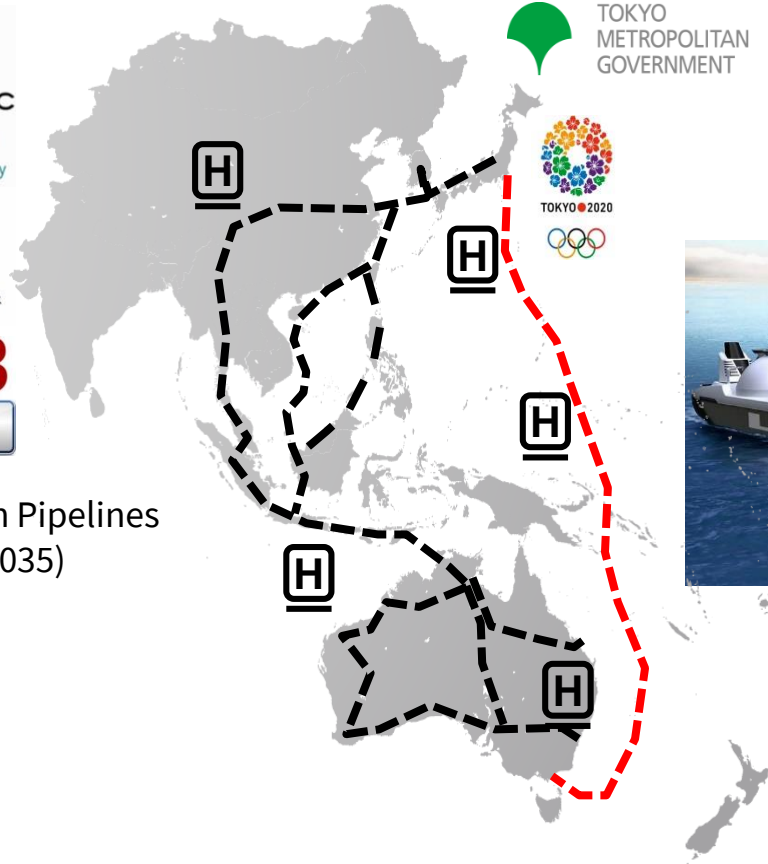 TOKYO
METROPOLITAN
GOVERNMENT
C
H
y
TOKYO 2020
H
H
Pipelines
035)
H
H